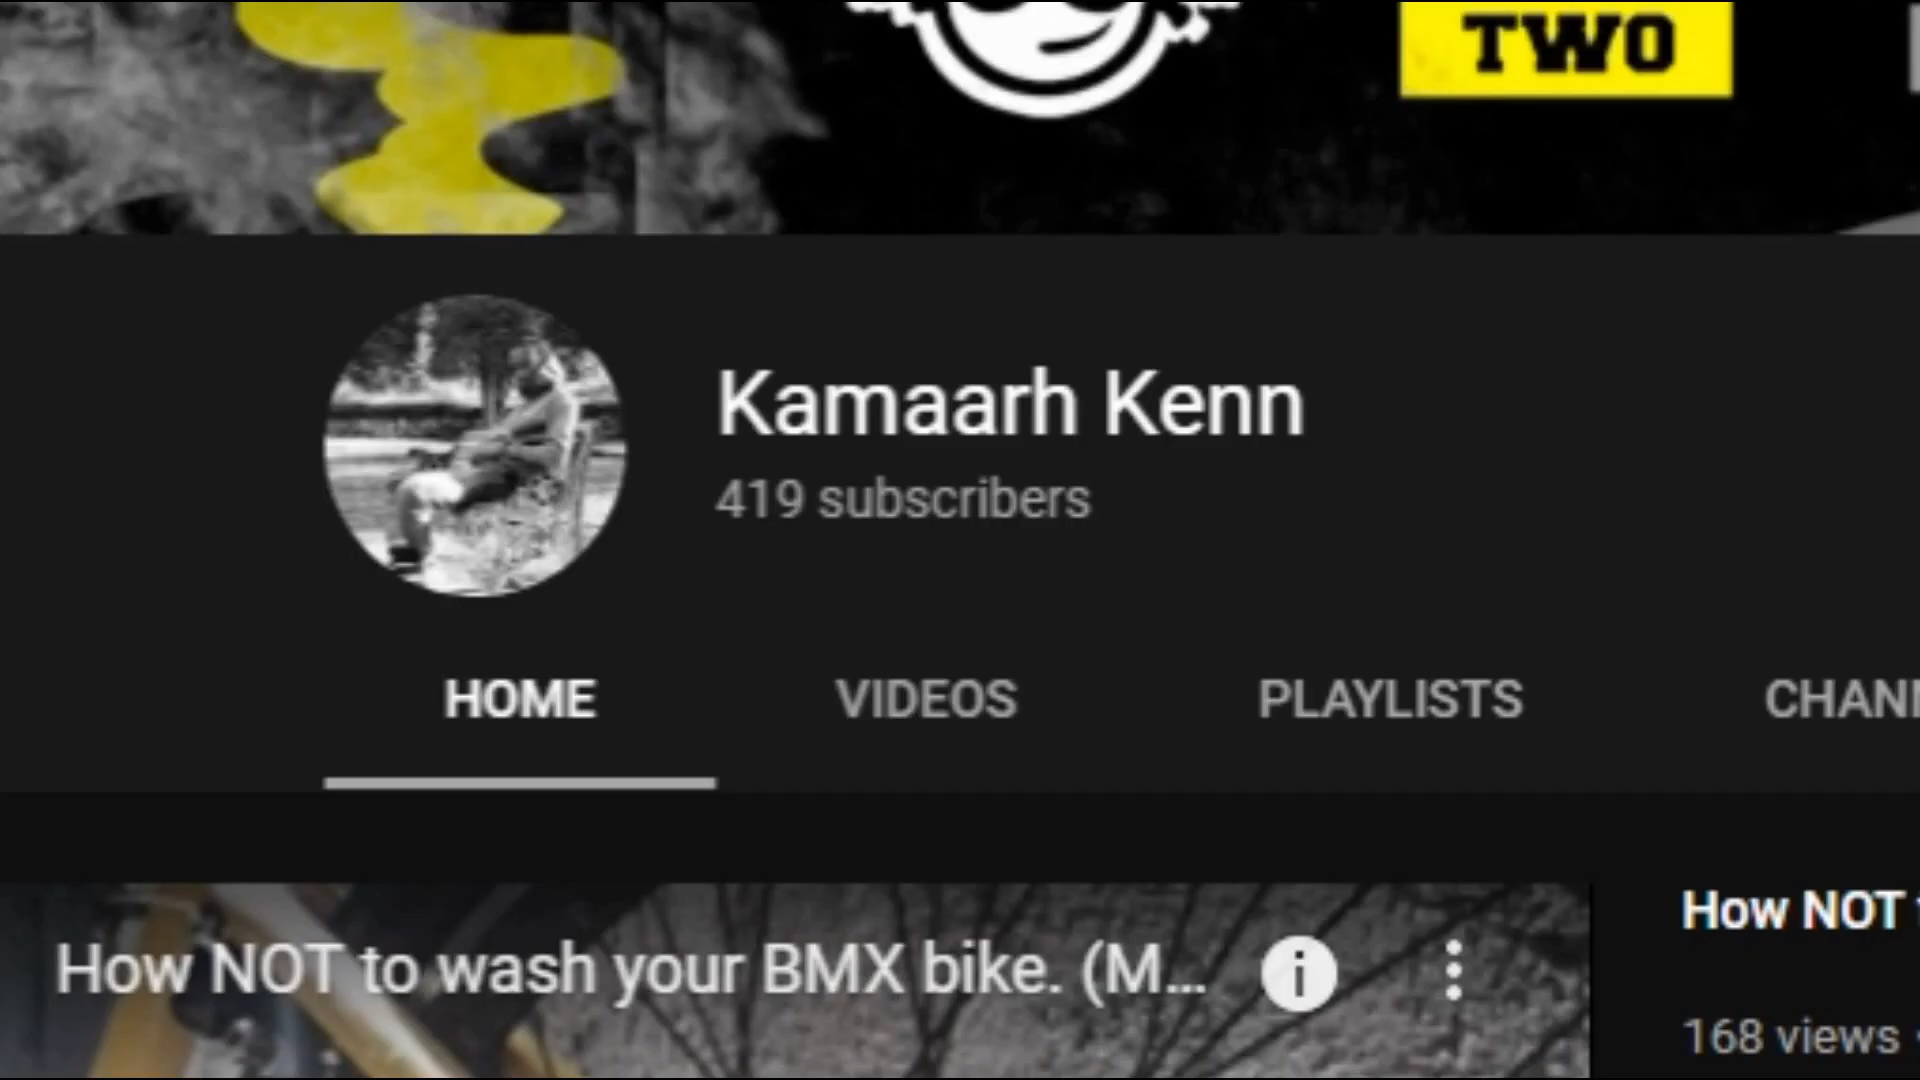 TWO
Kamaarh Kenn
419 subscribers
HOME VIDEOS PLAYLISTS CHANN
How NOT to wash your BMX bike. (M...
How NOT
168 views